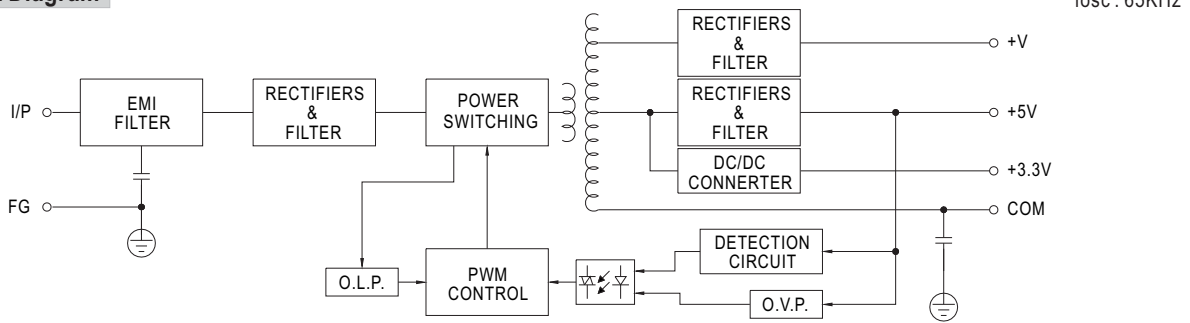 Diagram
fosc : 65KHz
RECTIFIERS
&
FILTER
+V
I/P
EMI
FILTER
RECTIFIERS
&
FILTER
POWER
SWITCHING
RECTIFIERS
&
FILTER
+5V
DC/DC
CONNERTER
+3.3V
FG
COM
DETECTION
CIRCUIT
O.L.P.
PWM
CONTROL
O.V.P.